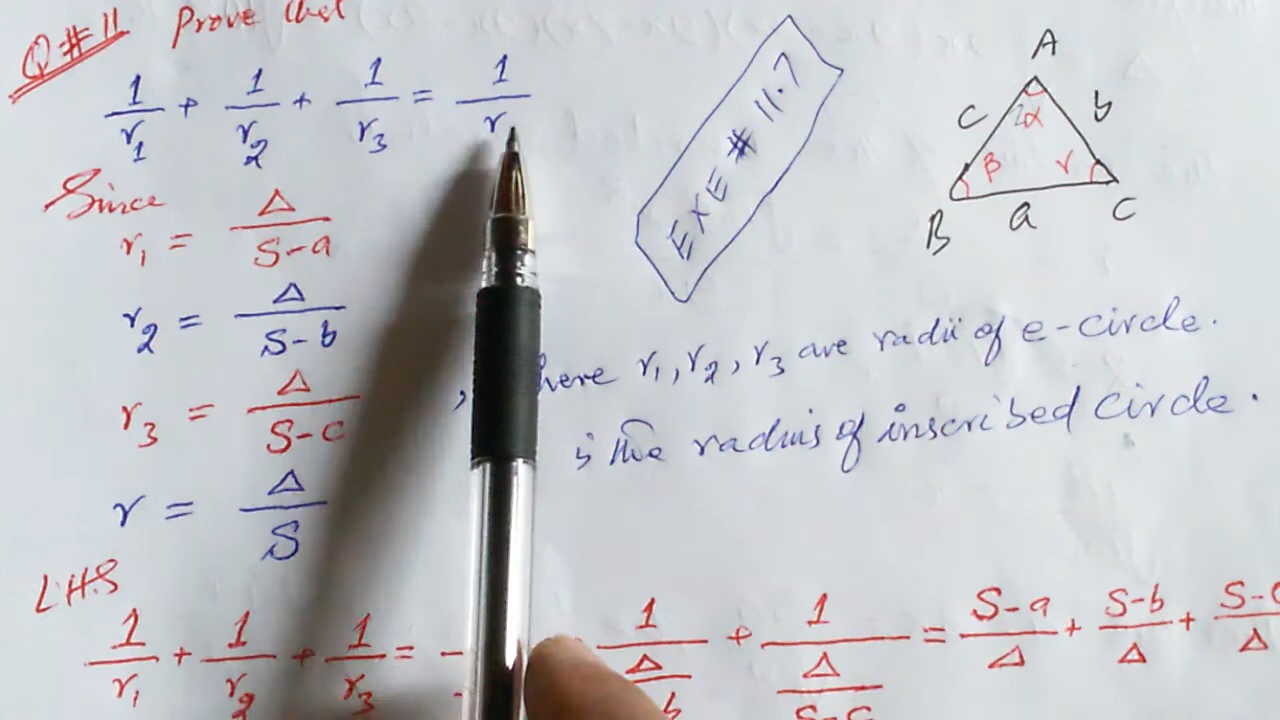 Q # 11 Prove that
1/r₁ + 1/r₂ + 1/r₃ = 1/r
EXE # 11.7
A
c α b
β γ
B a C
Since
r₁ = Δ/(S-a)
r₂ = Δ/(S-b)
r₃ = Δ/(S-c)
, here r₁, r₂, r₃ are radii of e-circle.
is the radius of inscribed circle.
r = Δ/S
L.H.S
1/r₁ + 1/r₂ + 1/r₃ = 1/(Δ/ b) + 1/(Δ/(S-c)) = (S-a)/Δ + (S-b)/Δ + (S-c)/Δ